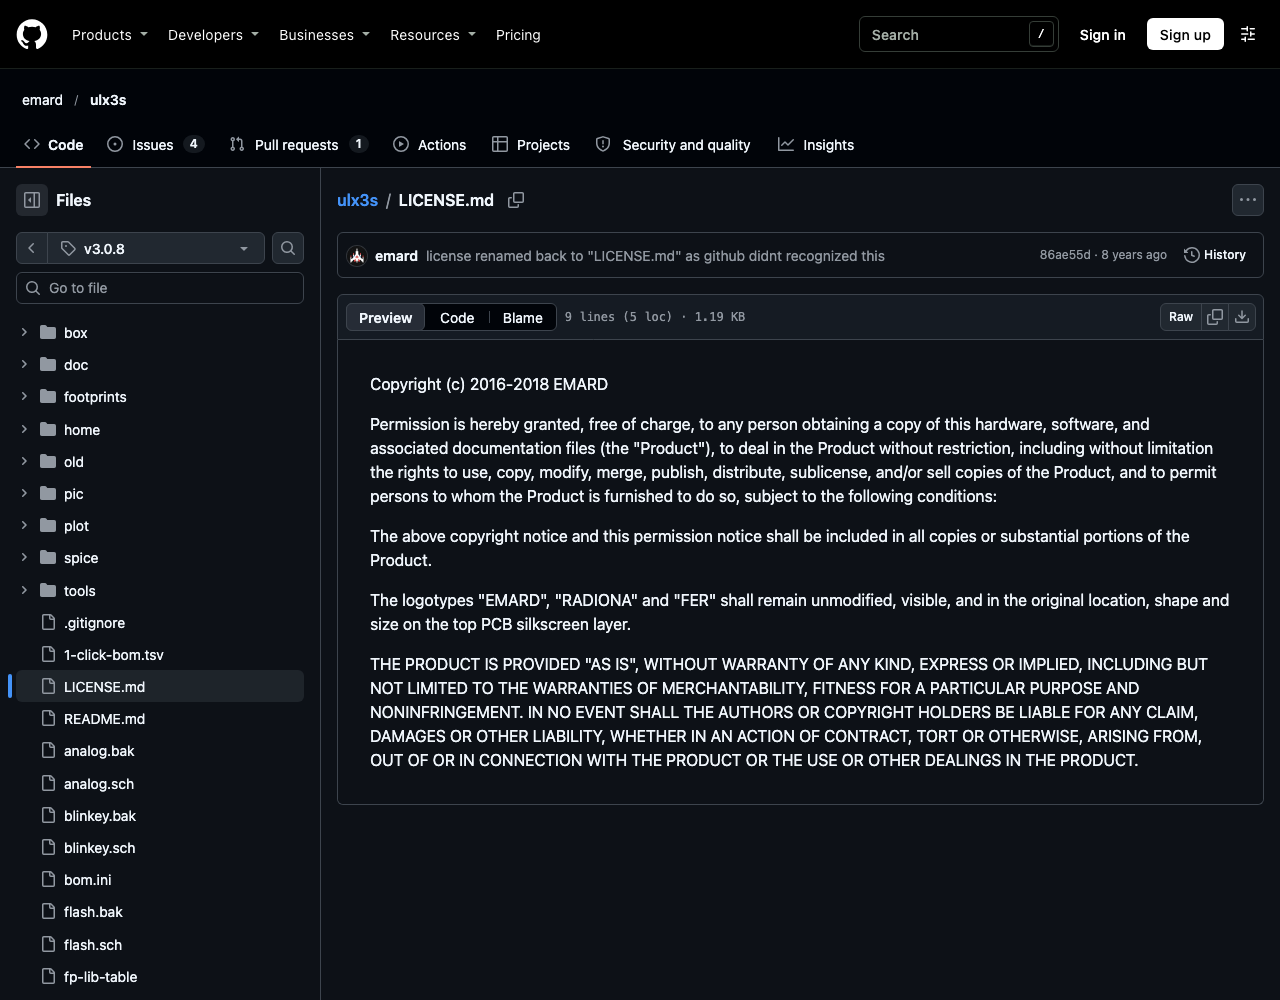 Products Developers Businesses Resources Pricing Search / Sign in Sign up
emard / ulx3s
Code Issues 4 Pull requests 1 Actions Projects Security and quality Insights
Files
v3.0.8
Go to file
box
doc
footprints
home
old
pic
plot
spice
tools
.gitignore
1-click-bom.tsv
LICENSE.md
README.md
analog.bak
analog.sch
blinkey.bak
blinkey.sch
bom.ini
flash.bak
flash.sch
fp-lib-table
ulx3s / LICENSE.md
emard license renamed back to "LICENSE.md" as github didnt recognized this 86ae55d · 8 years ago History
Preview Code Blame 9 lines (5 loc) · 1.19 KB Raw
Copyright (c) 2016-2018 EMARD
Permission is hereby granted, free of charge, to any person obtaining a copy of this hardware, software, and
associated documentation files (the "Product"), to deal in the Product without restriction, including without limitation
the rights to use, copy, modify, merge, publish, distribute, sublicense, and/or sell copies of the Product, and to permit
persons to whom the Product is furnished to do so, subject to the following conditions:
The above copyright notice and this permission notice shall be included in all copies or substantial portions of the
Product.
The logotypes "EMARD", "RADIONA" and "FER" shall remain unmodified, visible, and in the original location, shape and
size on the top PCB silkscreen layer.
THE PRODUCT IS PROVIDED "AS IS", WITHOUT WARRANTY OF ANY KIND, EXPRESS OR IMPLIED, INCLUDING BUT
NOT LIMITED TO THE WARRANTIES OF MERCHANTABILITY, FITNESS FOR A PARTICULAR PURPOSE AND
NONINFRINGEMENT. IN NO EVENT SHALL THE AUTHORS OR COPYRIGHT HOLDERS BE LIABLE FOR ANY CLAIM,
DAMAGES OR OTHER LIABILITY, WHETHER IN AN ACTION OF CONTRACT, TORT OR OTHERWISE, ARISING FROM,
OUT OF OR IN CONNECTION WITH THE PRODUCT OR THE USE OR OTHER DEALINGS IN THE PRODUCT.